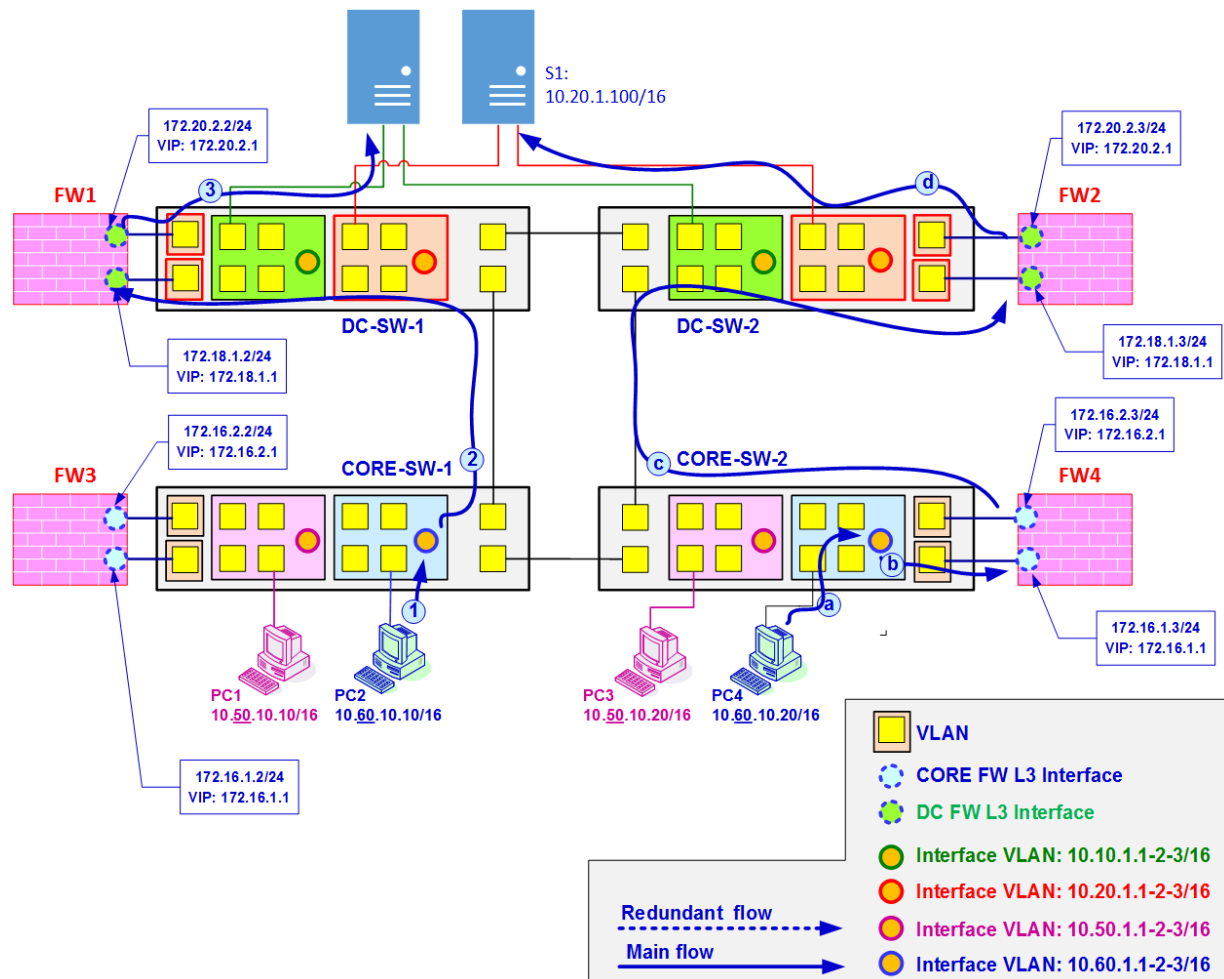 S1:
10.20.1.100/16
172.20.2.2/24
VIP: 172.20.2.1
172.20.2.3/24
VIP: 172.20.2.1
FW1
3
d
FW2
DC-SW-1
DC-SW-2
172.18.1.2/24
VIP: 172.18.1.1
172.18.1.3/24
VIP: 172.18.1.1
172.16.2.2/24
VIP: 172.16.2.1
172.16.2.3/24
VIP: 172.16.2.1
FW3
CORE-SW-1
2
c
CORE-SW-2
FW4
1
a
b
172.16.1.3/24
VIP: 172.16.1.1
PC1
10.50.10.10/16
PC2
10.60.10.10/16
PC3
10.50.10.20/16
PC4
10.60.10.20/16
172.16.1.2/24
VIP: 172.16.1.1
VLAN
CORE FW L3 Interface
DC FW L3 Interface
Interface VLAN: 10.10.1.1-2-3/16
Interface VLAN: 10.20.1.1-2-3/16
Interface VLAN: 10.50.1.1-2-3/16
Interface VLAN: 10.60.1.1-2-3/16
Redundant flow
Main flow